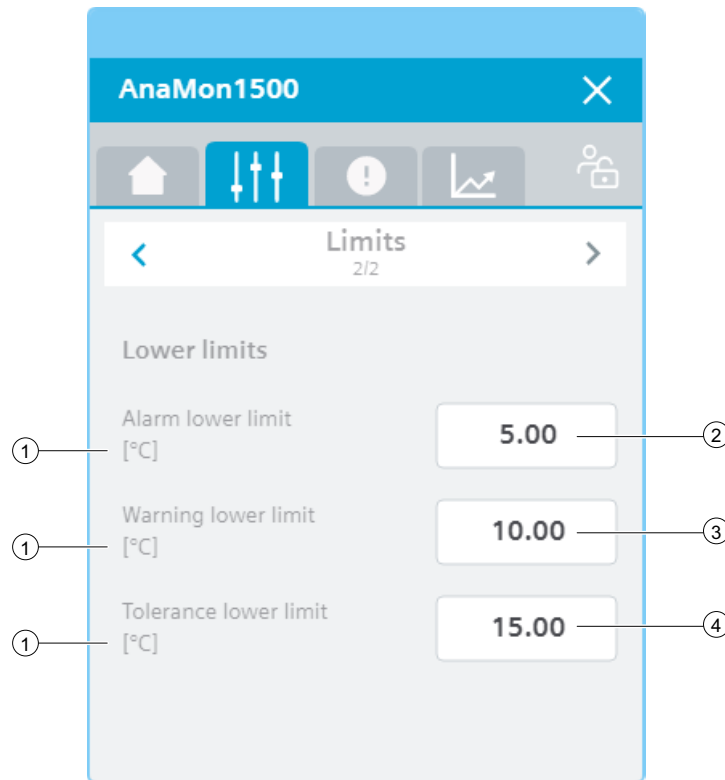 AnaMon1500
Limits
2/2
Lower limits
Alarm lower limit
[°C]
5.00
1
2
Warning lower limit
[°C]
10.00
1
3
Tolerance lower limit
[°C]
15.00
1
4